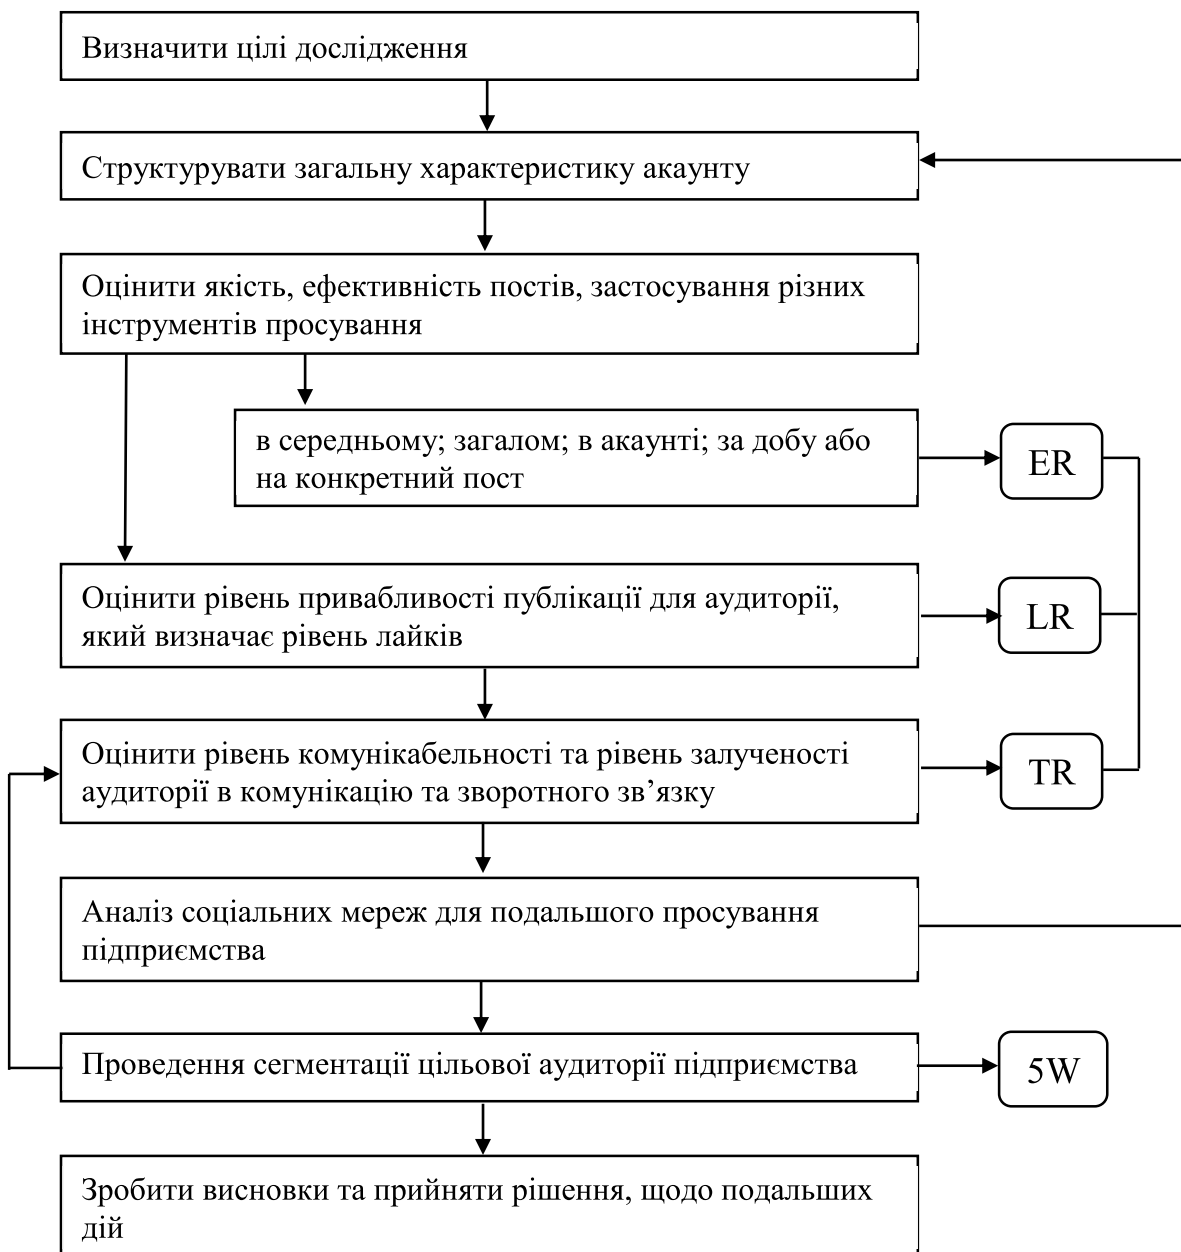 Визначити цілі дослідження
Структурувати загальну характеристику акаунту
Оцінити якість, ефективність постів, застосування різних
інструментів просування
в середньому; загалом; в акаунті; за добу або
на конкретний пост
ER
Оцінити рівень привабливості публікації для аудиторії,
який визначає рівень лайків
LR
Оцінити рівень комунікабельності та рівень залученості
аудиторії в комунікацію та зворотного зв’язку
TR
Аналіз соціальних мереж для подальшого просування
підприємства
Проведення сегментації цільової аудиторії підприємства
5W
Зробити висновки та прийняти рішення, щодо подальших
дій